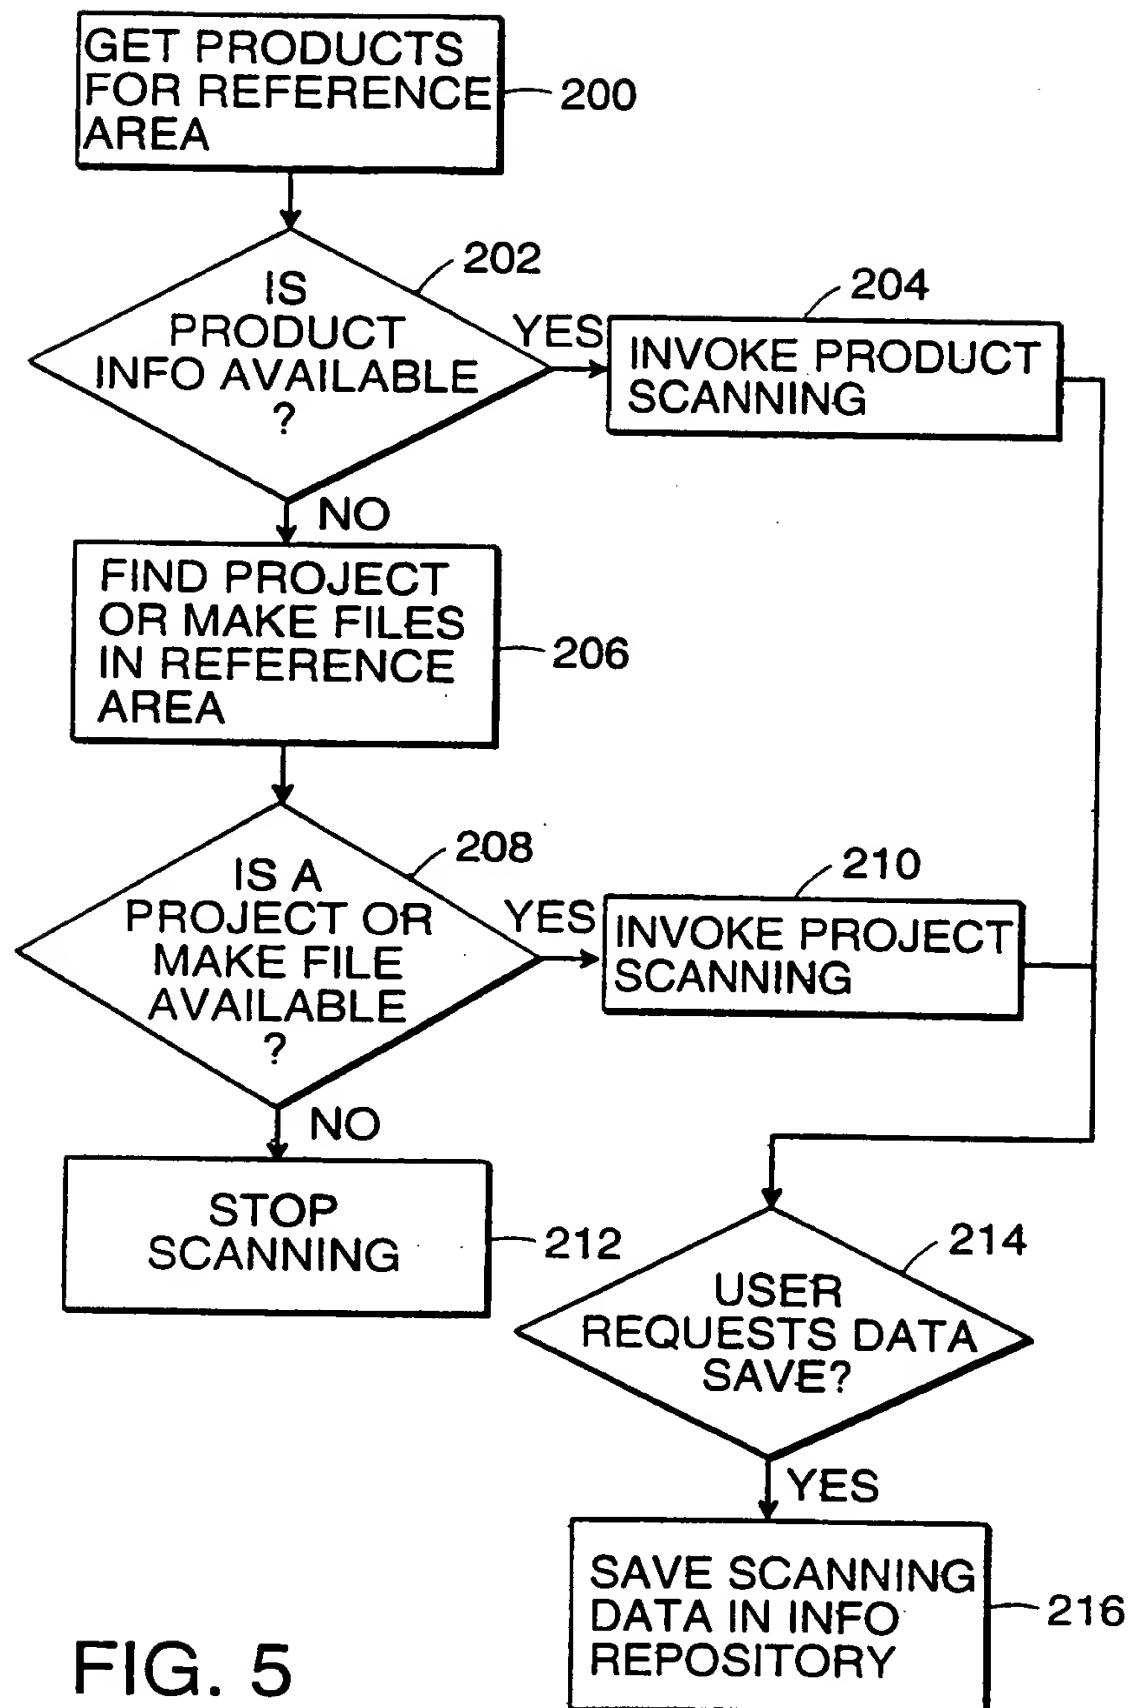 GET PRODUCTS
FOR REFERENCE
AREA
200
202
IS
PRODUCT
INFO AVAILABLE
?
YES
204
INVOKE PRODUCT
SCANNING
NO
FIND PROJECT
OR MAKE FILES
IN REFERENCE
AREA
206
208
IS A
PROJECT OR
MAKE FILE
AVAILABLE
?
YES
210
INVOKE PROJECT
SCANNING
NO
STOP
SCANNING
212
214
USER
REQUESTS DATA
SAVE?
YES
SAVE SCANNING
DATA IN INFO
REPOSITORY
216
FIG. 5